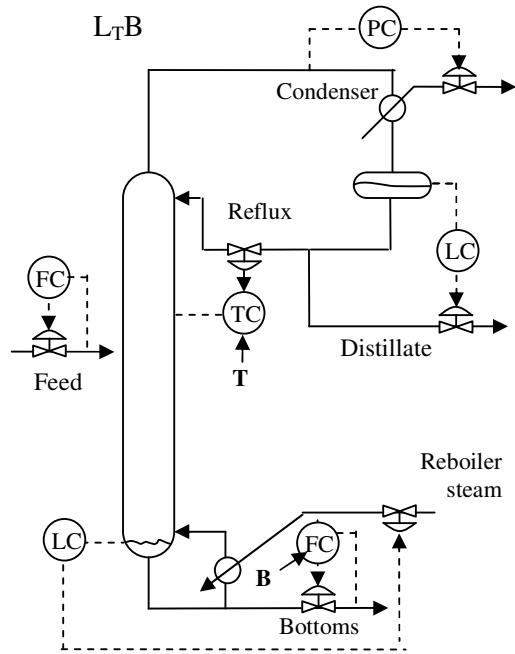 LTB
PC
Condenser
Reflux
LC
FC
TC
Distillate
Feed
T
Reboiler
steam
LC
FC
B
Bottoms